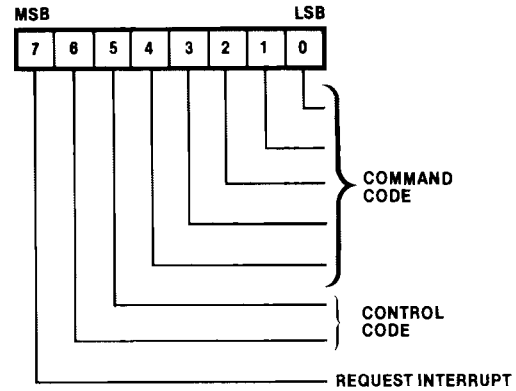 MSB LSB
7 6 5 4 3 2 1 0
COMMAND
CODE
CONTROL
CODE
REQUEST INTERRUPT